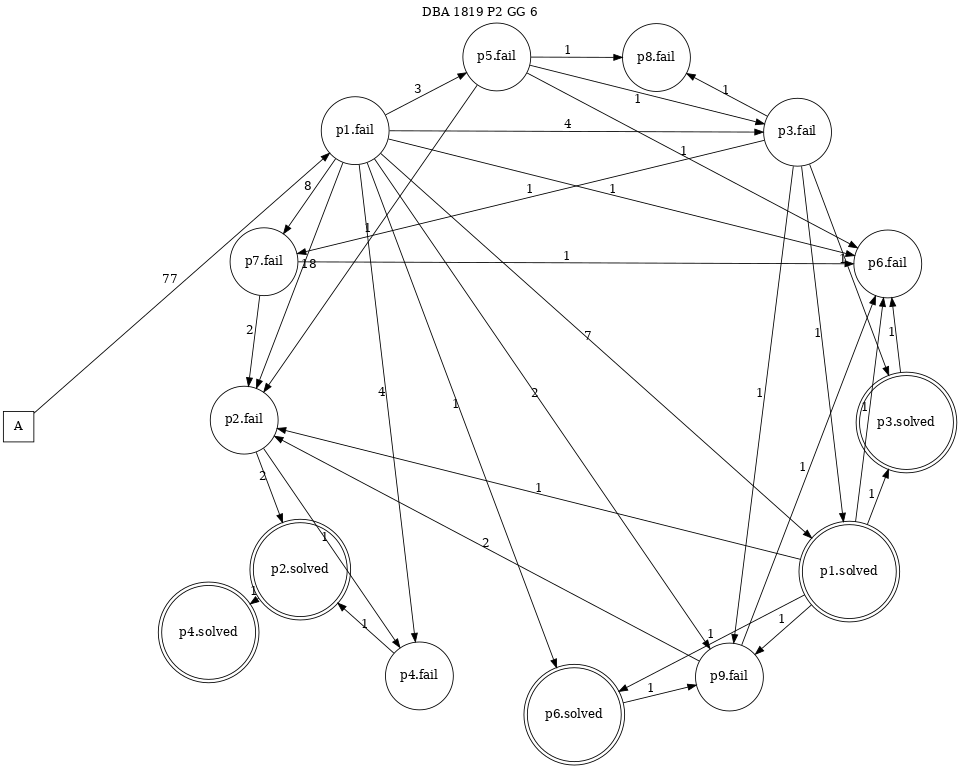 DBA 1819 P2 GG 6
p5.fail
1
p8.fail
3
1
1
p1.fail
4
p3.fail
1
8
1
1
1
p7.fail
18
1
1
p6.fail
77
2
1
7
1
4
2
1
1
p2.fail
A
1
p3.solved
2
1
1
1
1
2
p2.solved
p1.solved
1
1
1
p4.solved
1
p4.fail
p9.fail
1
p6.solved